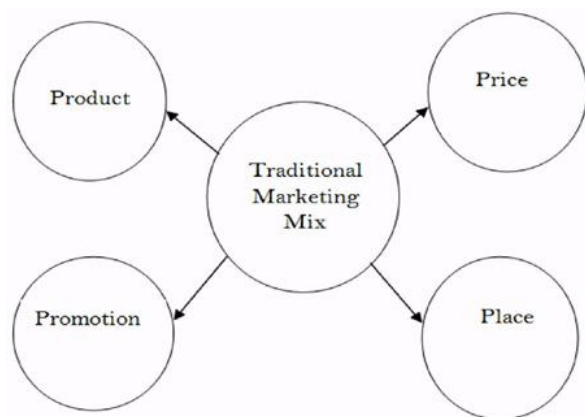 Product
Price
Traditional
Marketing
Mix
Promotion
Place